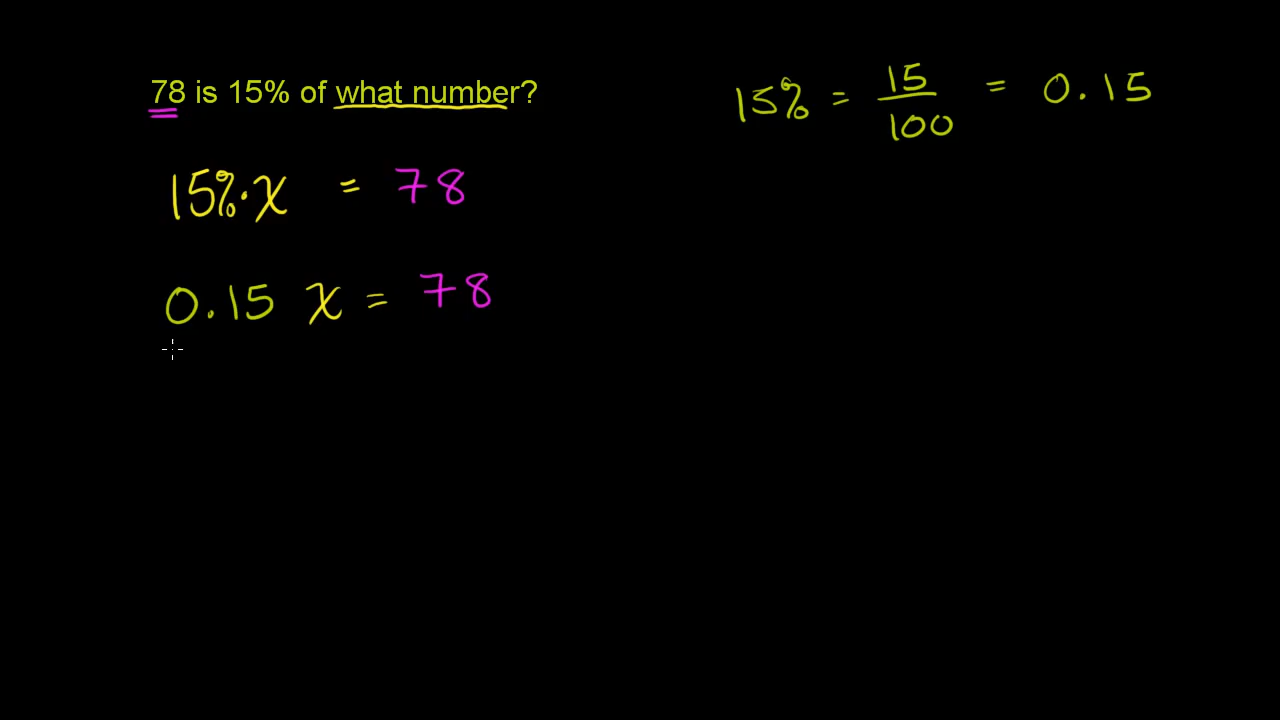 78 is 15% of what number?
15% = 15/100 = 0.15
15%·x = 78
0.15 x = 78